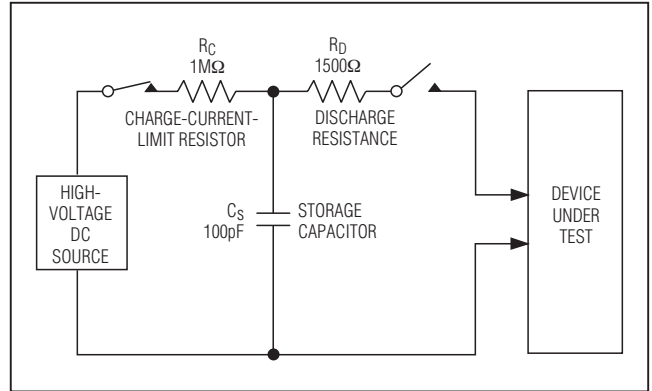 R_C
1MΩ
CHARGE-CURRENT-
LIMIT RESISTOR
R_D
1500Ω
DISCHARGE
RESISTANCE
HIGH-
VOLTAGE
DC
SOURCE
C_S
100pF
STORAGE
CAPACITOR
DEVICE
UNDER
TEST